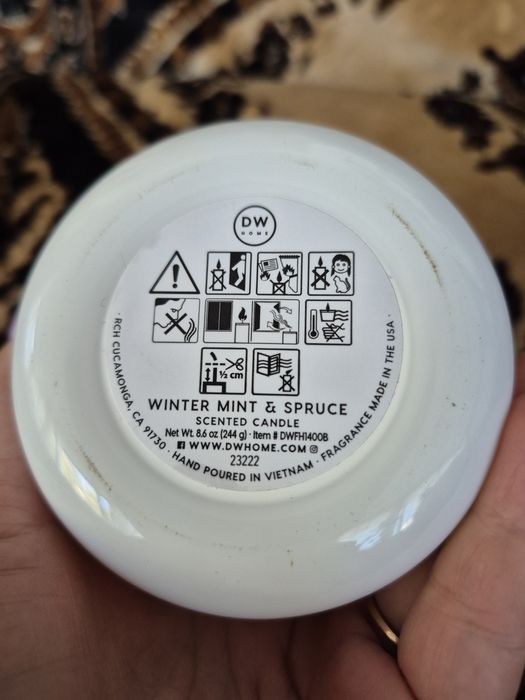 DW
HOME
½ cm
WINTER MINT & SPRUCE
SCENTED CANDLE
Net Wt. 8.6 oz (244 g) · Item # DWFH1400B
WWW.DWHOME.COM
23222
· RCH CUCAMONGA, CA 91730 · HAND POURED IN VIETNAM · FRAGRANCE MADE IN THE USA ·